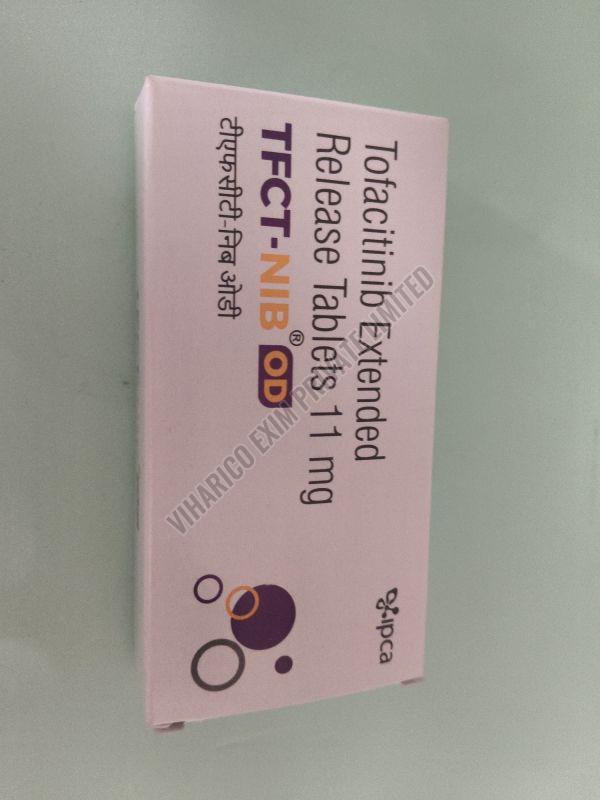 Tofacitinib Extended
Release Tablets 11 mg
TFCT-NIB® OD
टीएफसीटी-निब ओडी
ipca
VIHARICO EXIM PRIVATE LIMITED